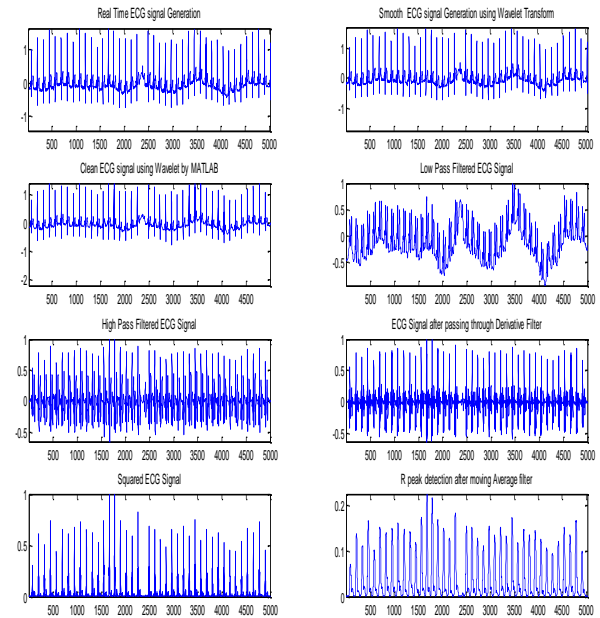 Real Time ECG signal Generation
1
0
-1
500 1000 1500 2000 2500 3000 3500 4000 4500 5000
Smooth ECG signal Generation using Wavelet Transform
1
0
-1
500 1000 1500 2000 2500 3000 3500 4000 4500 5000
Clean ECG signal using Wavelet by MATLAB
1
0
-1
-2
500 1000 1500 2000 2500 3000 3500 4000 4500
Low Pass Filtered ECG Signal
1
0.5
0
-0.5
500 1000 1500 2000 2500 3000 3500 4000 4500 5000
High Pass Filtered ECG Signal
1
0.5
0
-0.5
500 1000 1500 2000 2500 3000 3500 4000 4500 5000
ECG Signal after passing through Derivative Filter
1
0.5
0
-0.5
500 1000 1500 2000 2500 3000 3500 4000 4500 5000
Squared ECG Signal
1
0.5
0
500 1000 1500 2000 2500 3000 3500 4000 4500 5000
R peak detection after moving Average filter
0.2
0.1
0
500 1000 1500 2000 2500 3000 3500 4000 4500 5000